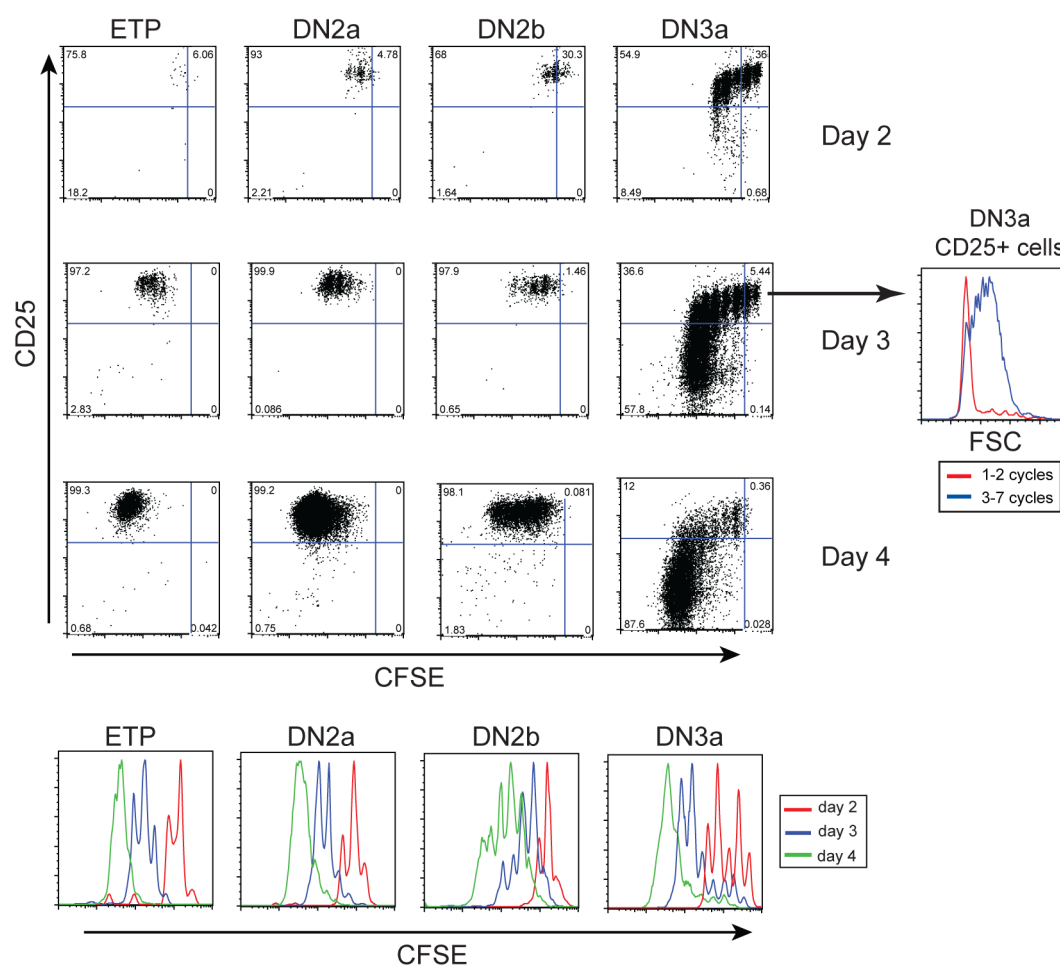 ETP DN2a DN2b DN3a
75.8 6.06 93 4.78 68 30.3 54.9 36
18.2 0 2.21 0 1.64 0 8.49 0.68
Day 2
97.2 0 99.9 0 97.9 1.46 36.6 5.44
2.83 0 0.086 0 0.65 0 57.8 0.14
Day 3
DN3a
CD25+ cells
FSC
1-2 cycles
3-7 cycles
99.3 0 99.2 0 98.1 0.081 12 0.36
0.68 0.042 0.75 0 1.83 0 87.6 0.028
Day 4
CD25
CFSE
ETP DN2a DN2b DN3a
day 2
day 3
day 4
CFSE